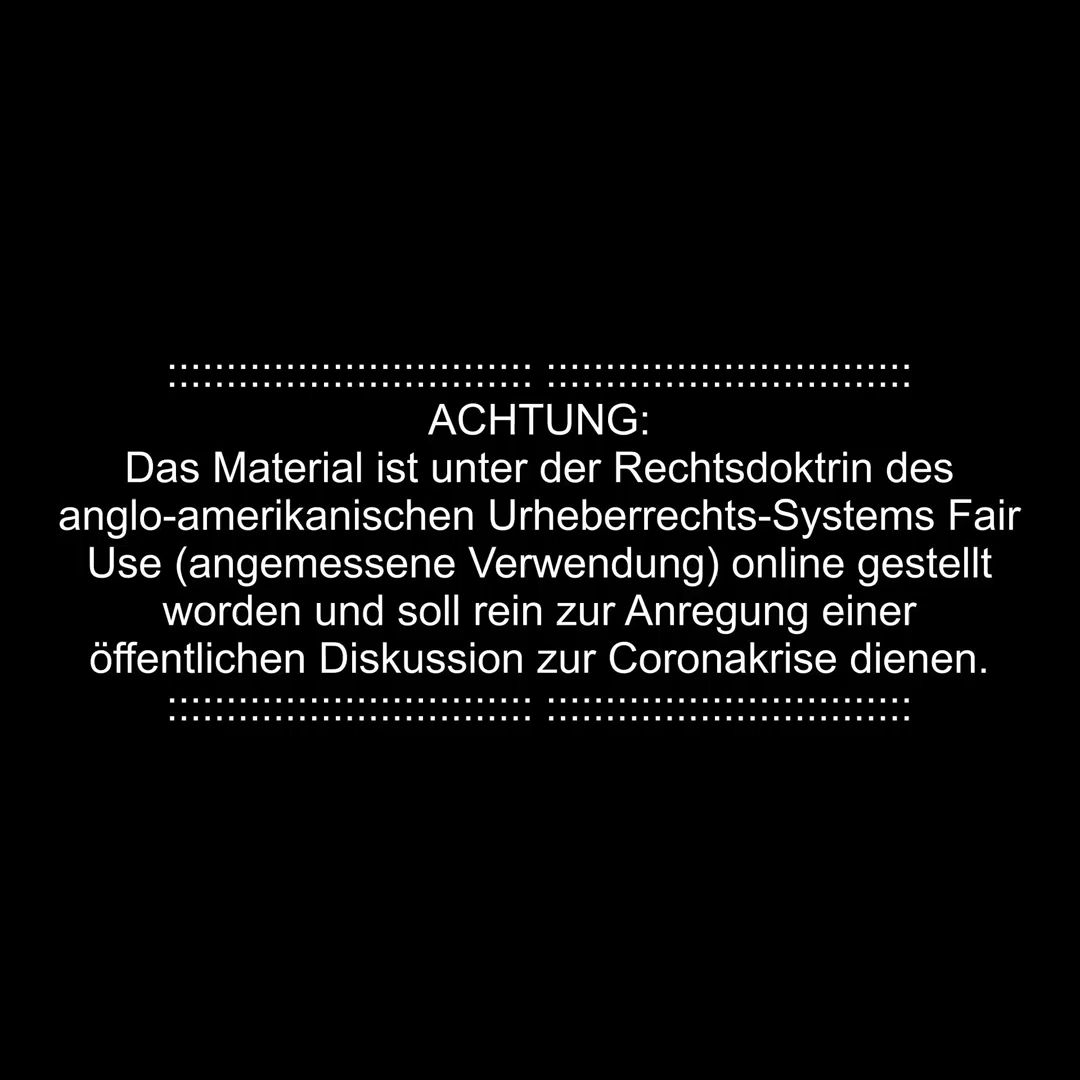 :::::::::::::::::::::::::::::: ::::::::::::::::::::::::::::::
ACHTUNG:
Das Material ist unter der Rechtsdoktrin des
anglo-amerikanischen Urheberrechts-Systems Fair
Use (angemessene Verwendung) online gestellt
worden und soll rein zur Anregung einer
öffentlichen Diskussion zur Coronakrise dienen.
:::::::::::::::::::::::::::::: ::::::::::::::::::::::::::::::